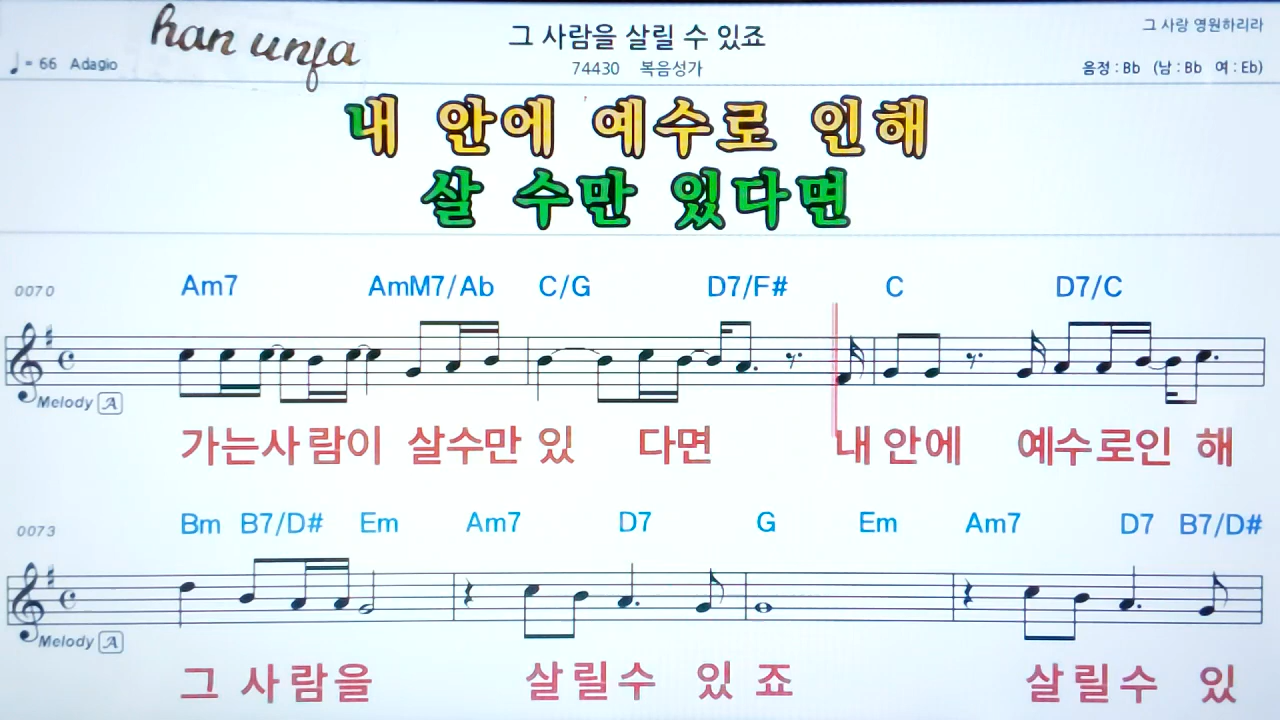 han unfa
그 사람을 살릴 수 있죠
그 사랑 영원하리라
♩= 66 Adagio
74430 복음성가
음정 : Bb (남 : Bb 여 : Eb)
내 안에 예수로 인해
살 수만 있다면
0070 Am7 AmM7/Ab C/G D7/F# C D7/C
Melody A
가는사람이 살수만 있 다면 내 안에 예수로인 해
0073 Bm B7/D# Em Am7 D7 G Em Am7 D7 B7/D#
Melody A
그 사람을 살릴수 있 죠 살릴수 있